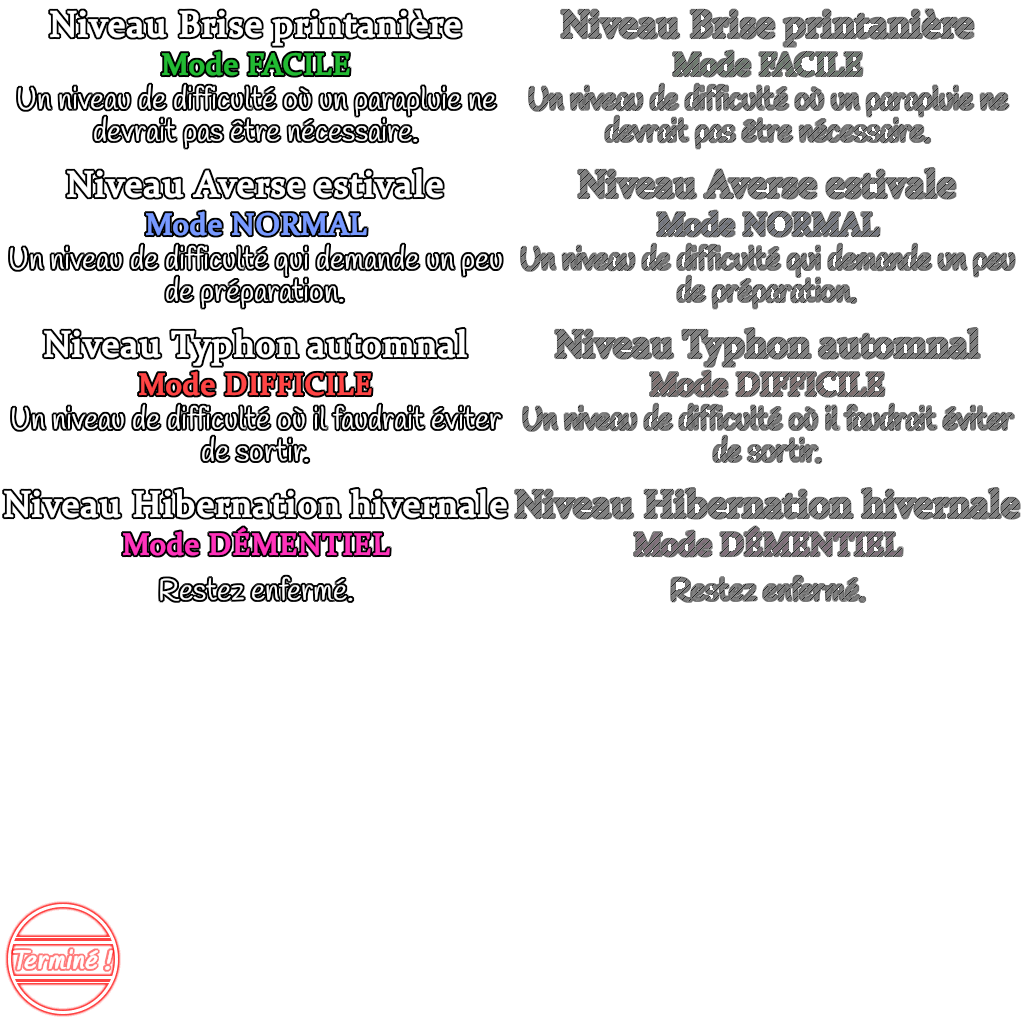 Niveau Brise printanière
Mode FACILE
Un niveau de difficulté où un parapluie ne
devrait pas être nécessaire.
Niveau Averse estivale
Mode NORMAL
Un niveau de difficulté qui demande un peu
de préparation.
Niveau Typhon automnal
Mode DIFFICILE
Un niveau de difficulté où il faudrait éviter
de sortir.
Niveau Hibernation hivernale
Mode DÉMENTIEL
Restez enfermé.
Niveau Brise printanière
Mode FACILE
Un niveau de difficulté où un parapluie ne
devrait pas être nécessaire.
Niveau Averse estivale
Mode NORMAL
Un niveau de difficulté qui demande un peu
de préparation.
Niveau Typhon automnal
Mode DIFFICILE
Un niveau de difficulté où il faudrait éviter
de sortir.
Niveau Hibernation hivernale
Mode DÉMENTIEL
Restez enfermé.
Terminé !